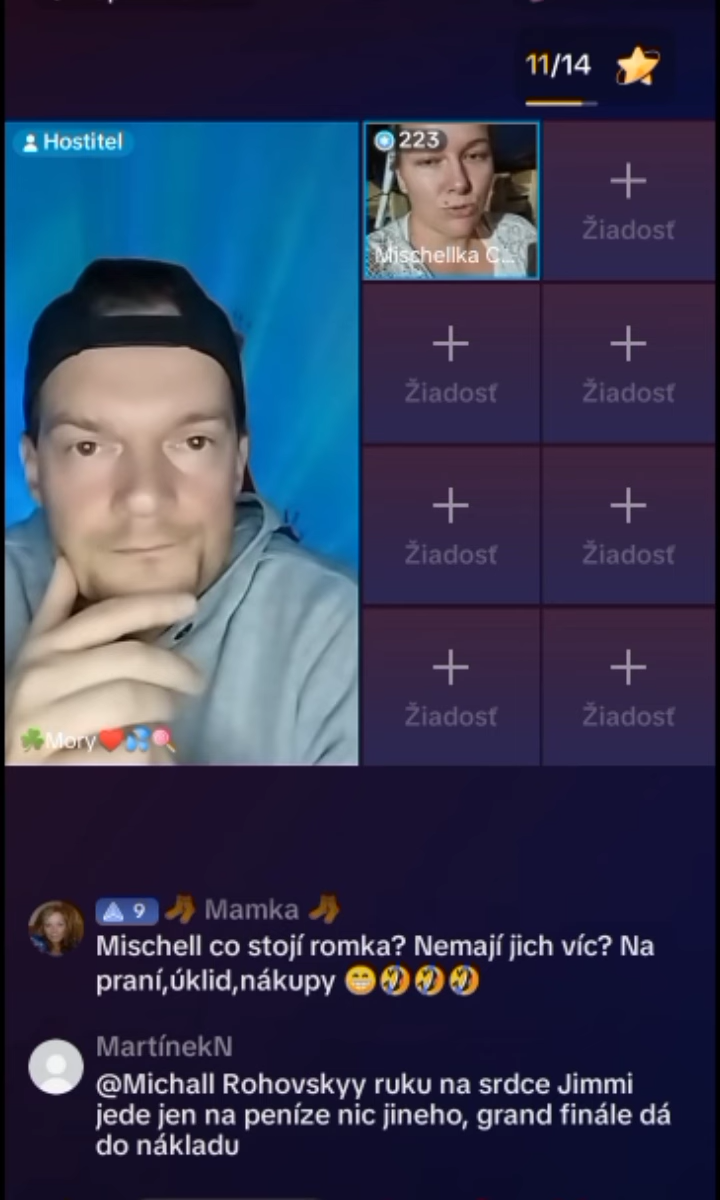 11/14
Hostitel
223
Mischellka C...
Žiadosť
Žiadosť
Žiadosť
Žiadosť
Žiadosť
Žiadosť
Žiadosť
☘️Mory❤️💦🍭
9 🧦 Mamka 🧦
Mischell co stojí romka? Nemají jich víc? Na
praní,úklid,nákupy 😁🤣🤣🤣
MartínekN
@Michall Rohovskyy ruku na srdce Jimmi
jede jen na peníze nic jineho, grand finále dá
do nákladu